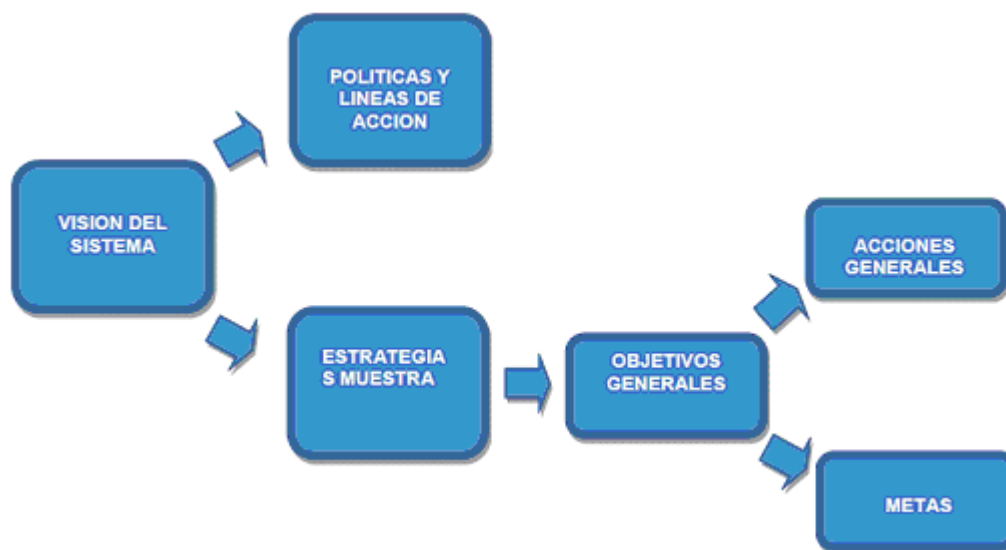 POLITICAS Y
LINEAS DE
ACCION
VISION DEL
SISTEMA
ESTRATEGIA
S MUESTRA
OBJETIVOS
GENERALES
ACCIONES
GENERALES
METAS